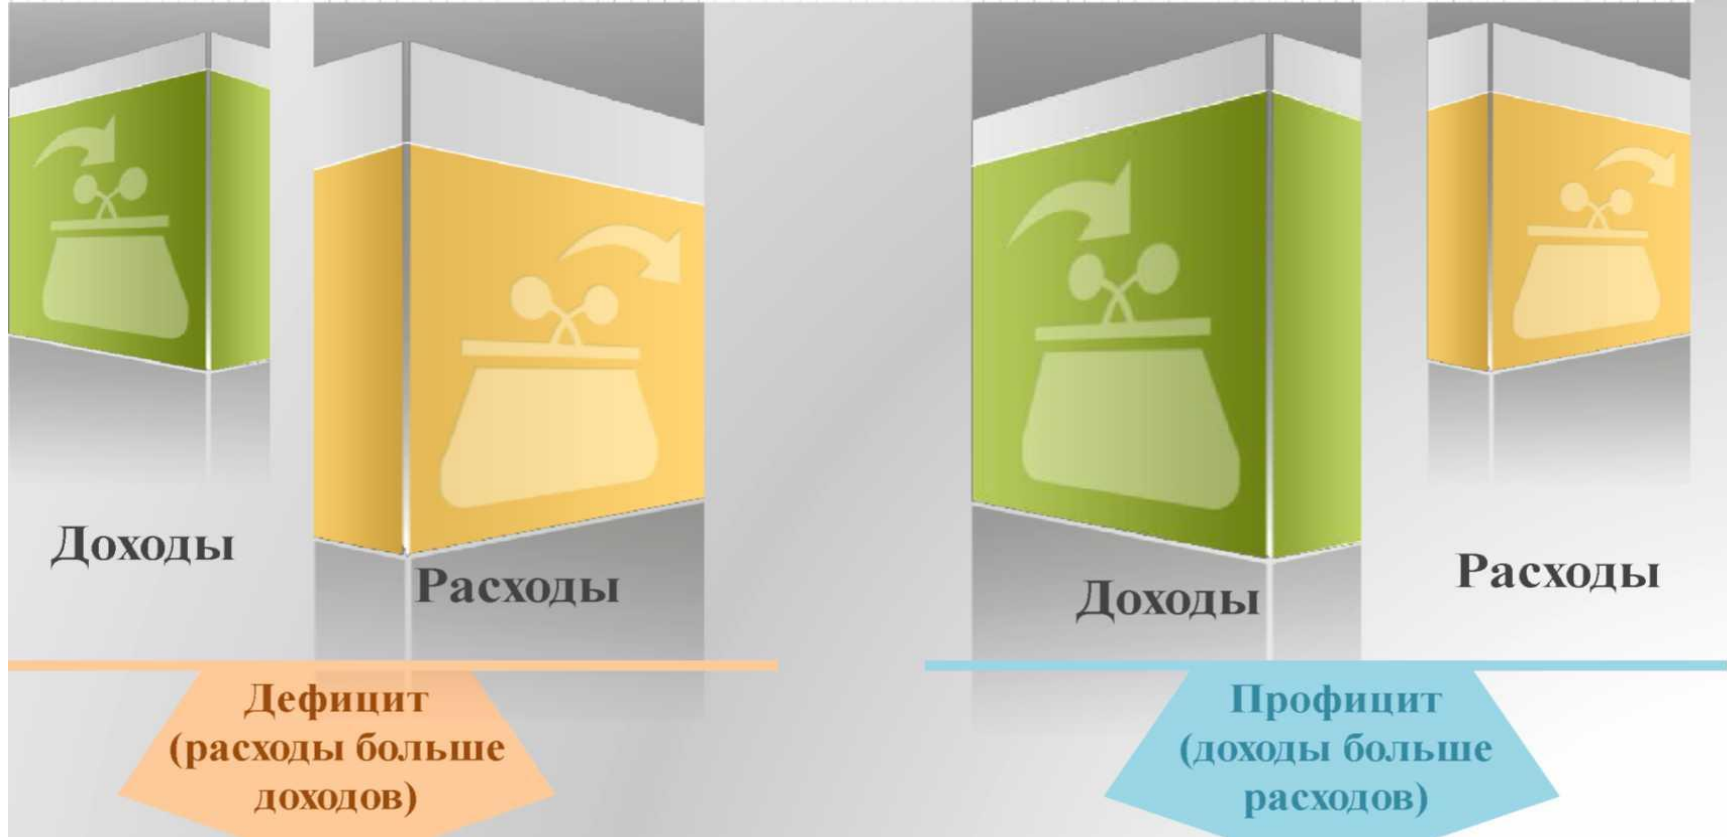 Доходы
Расходы
Дефицит
(расходы больше
доходов)
Доходы
Расходы
Профицит
(доходы больше
расходов)